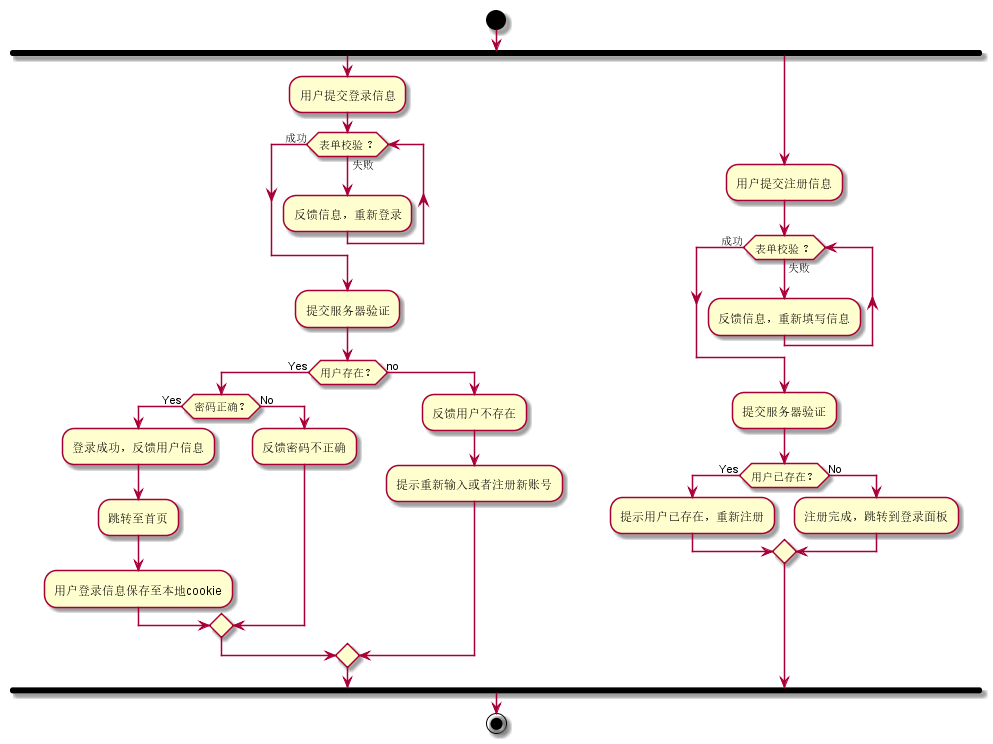 用户提交登录信息
成功
表单校验 ?
失败
反馈信息，重新登录
提交服务器验证
Yes
用户存在?
no
Yes
密码正确?
No
登录成功，反馈用户信息
反馈密码不正确
跳转至首页
用户登录信息保存至本地cookie
反馈用户不存在
提示重新输入或者注册新账号
用户提交注册信息
成功
表单校验 ?
失败
反馈信息，重新填写信息
提交服务器验证
Yes
用户已存在?
No
提示用户已存在，重新注册
注册完成，跳转到登录面板